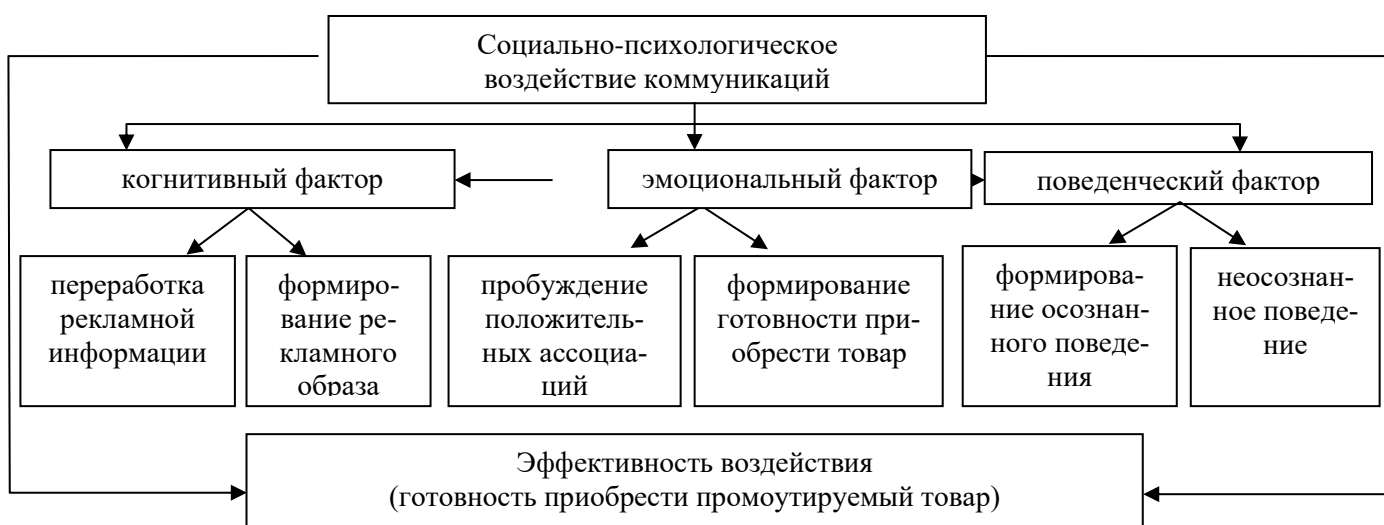 Социально-психологическое
воздействие коммуникаций
когнитивный фактор
эмоциональный фактор
поведенческий фактор
переработка
рекламной
информации
формиро-
вание ре-
кламного
образа
пробуждение
положитель-
ных ассоциа-
ций
формирование
готовности при-
обрести товар
формирова-
ние осознан-
ного поведе-
ния
неосознан-
ное поведе-
ние
Эффективность воздействия
(готовность приобрести промоутируемый товар)